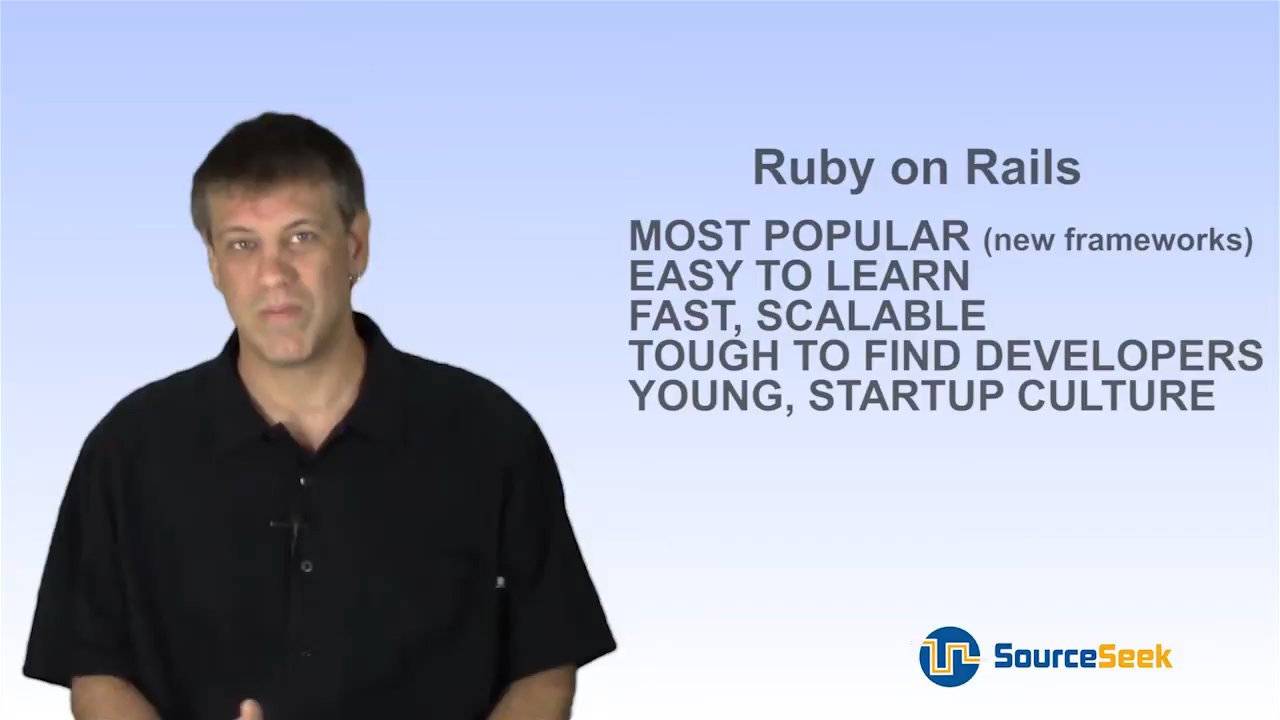 Ruby on Rails
MOST POPULAR (new frameworks)
EASY TO LEARN
FAST, SCALABLE
TOUGH TO FIND DEVELOPERS
YOUNG, STARTUP CULTURE
SourceSeek